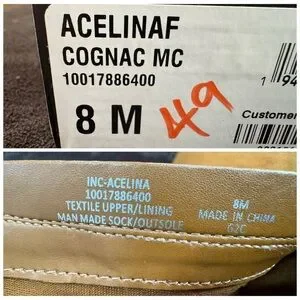 ACELINAF
COGNAC MC
10017886400
8 M
49
Customer
INC-ACELINA
10017886400
TEXTILE UPPER/LINING
MAN MADE SOCK/OUTSOLE
8M
MADE IN CHINA